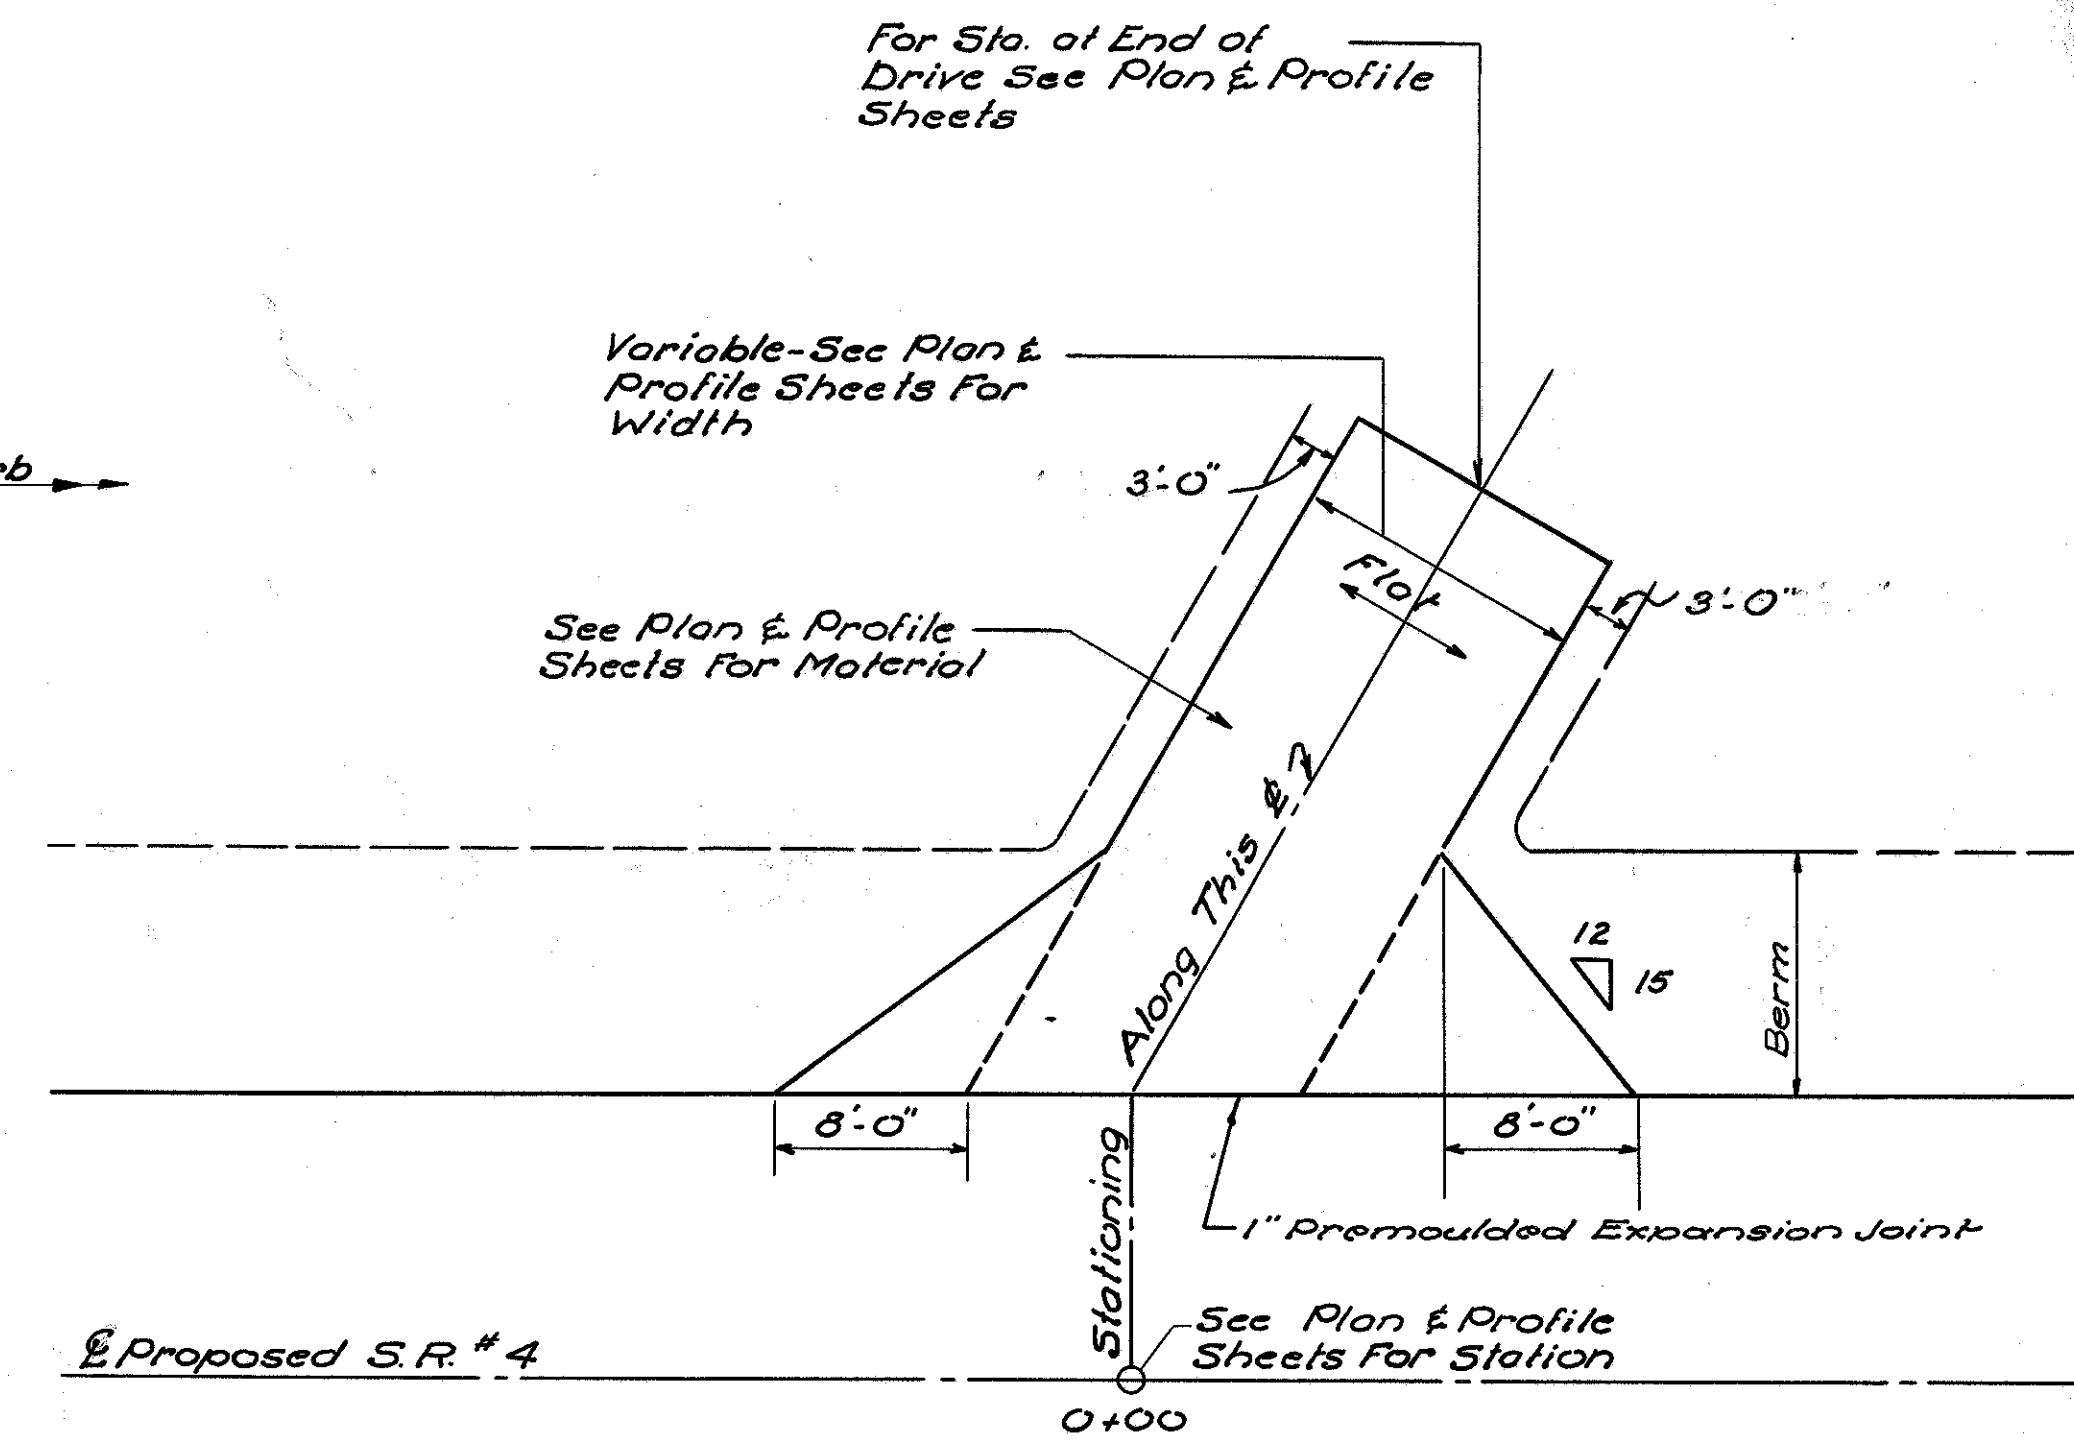 For Sta. at End of
Drive See Plan & Profile
Sheets
Variable-See Plan &
Profile Sheets For
Width
rb
3'-0"
Flat
3'-0"
See Plan & Profile
Sheets For Material
Along This ℄
12
15
Berm
8'-0"
8'-0"
Stationing
1" Premoulded Expansion Joint
See Plan & Profile
Sheets For Station
℄ Proposed S.R. #4
0+00